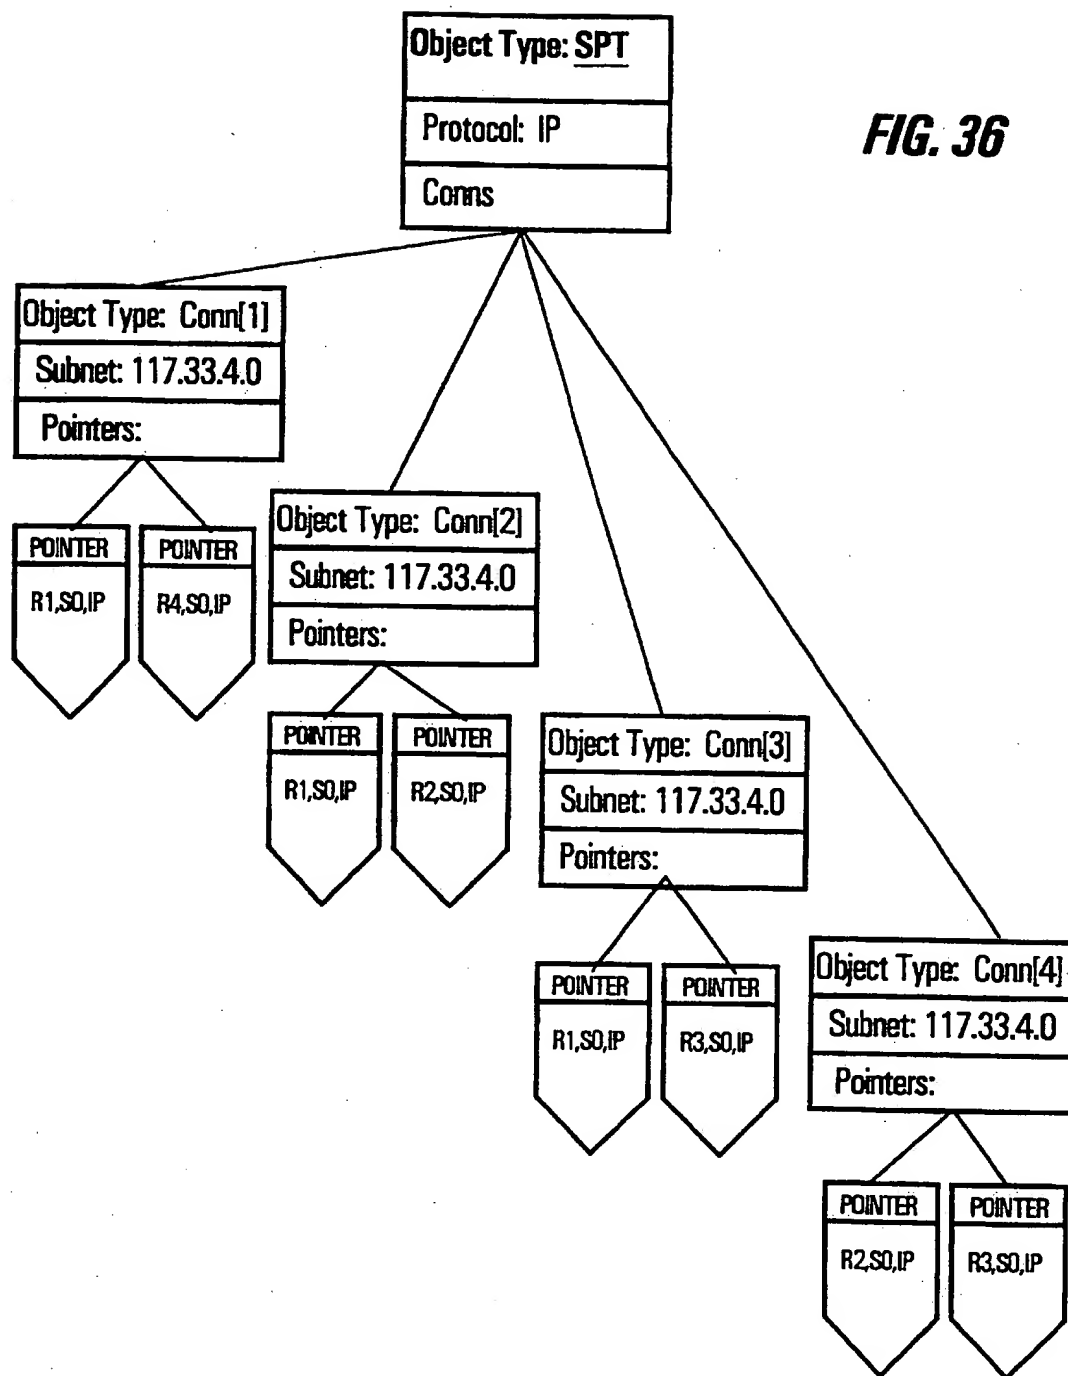 Object Type: SPT
Protocol: IP
Conns
FIG. 36
Object Type: Conn[1]
Subnet: 117.33.4.0
Pointers:
POINTER
R1,S0,IP
POINTER
R4,S0,IP
Object Type: Conn[2]
Subnet: 117.33.4.0
Pointers:
POINTER
R1,S0,IP
POINTER
R2,S0,IP
Object Type: Conn[3]
Subnet: 117.33.4.0
Pointers:
POINTER
R1,S0,IP
POINTER
R3,S0,IP
Object Type: Conn[4]
Subnet: 117.33.4.0
Pointers:
POINTER
R2,S0,IP
POINTER
R3,S0,IP